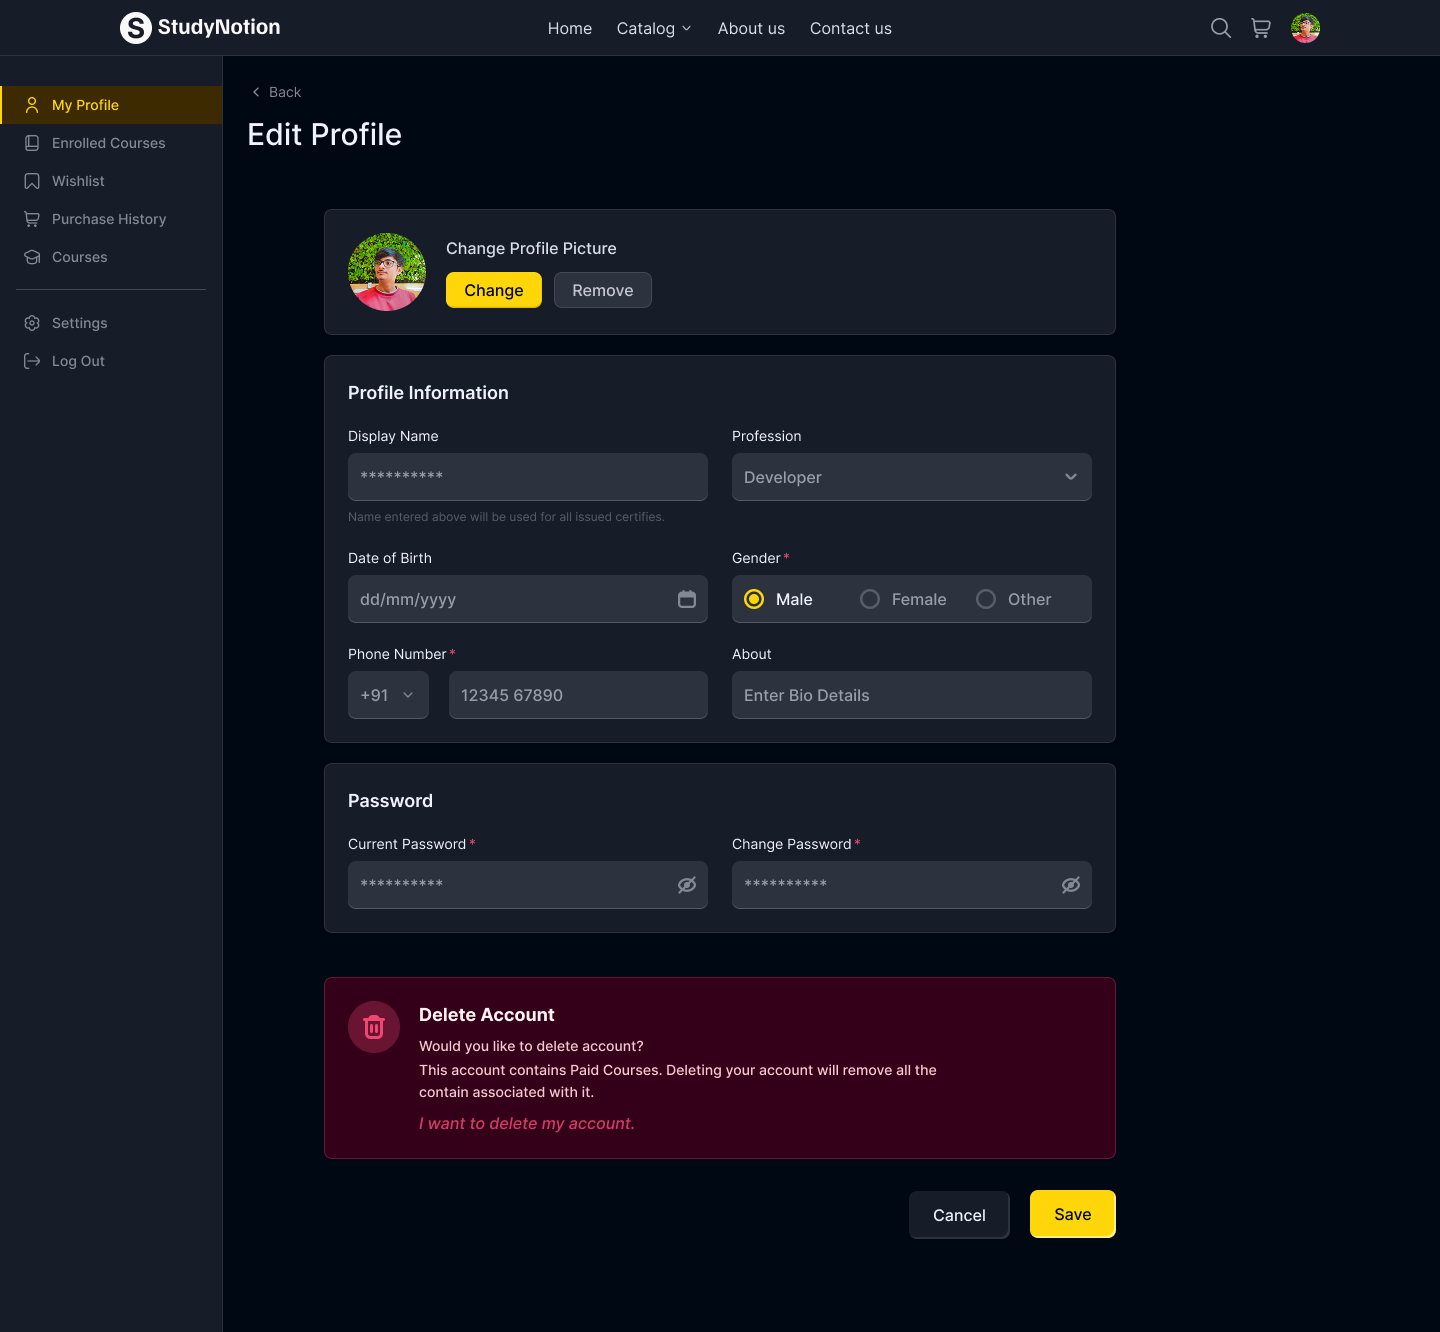 S StudyNotion
Home Catalog About us Contact us
My Profile
Enrolled Courses
Wishlist
Purchase History
Courses
Settings
Log Out
Back
Edit Profile
Change Profile Picture
Change Remove
Profile Information
Display Name Profession
********** Developer
Name entered above will be used for all issued certifies.
Date of Birth Gender*
dd/mm/yyyy Male Female Other
Phone Number* About
+91 12345 67890 Enter Bio Details
Password
Current Password* Change Password*
********** **********
Delete Account
Would you like to delete account?
This account contains Paid Courses. Deleting your account will remove all the
contain associated with it.
I want to delete my account.
Cancel Save